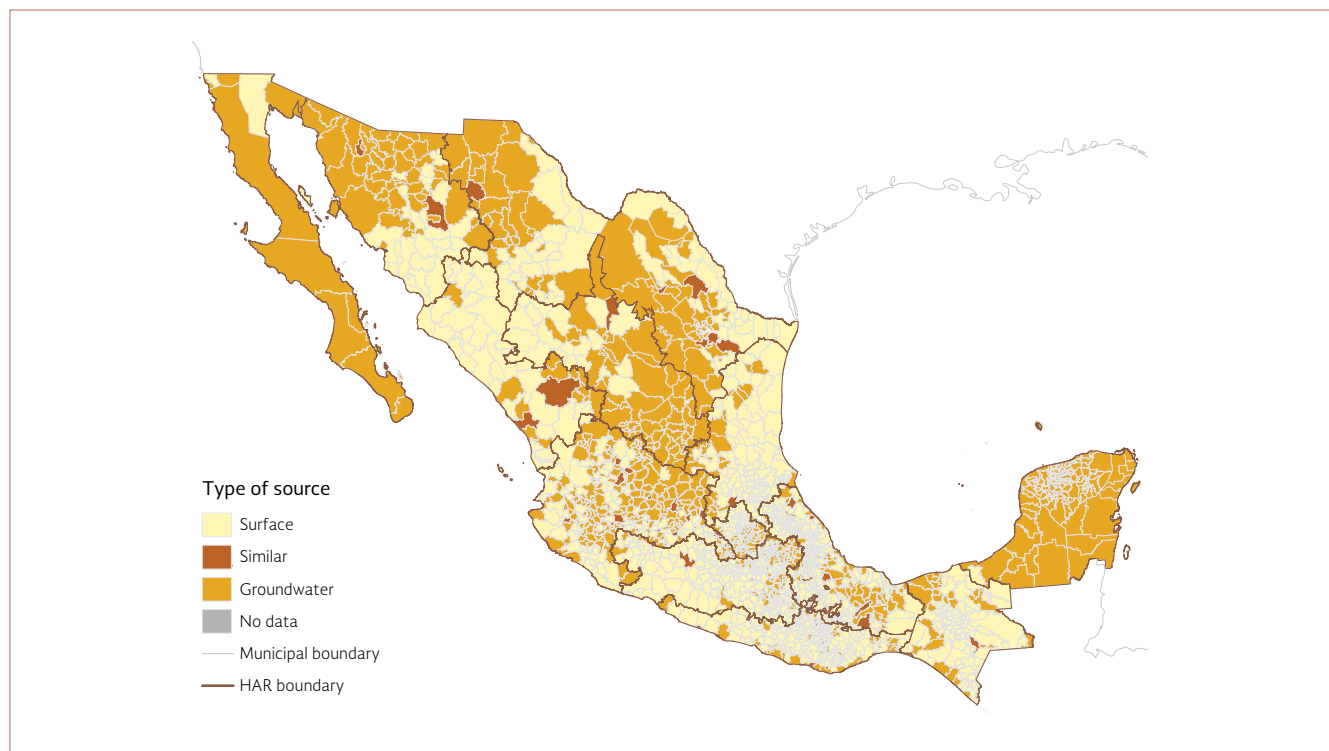 Type of source
Surface
Similar
Groundwater
No data
Municipal boundary
HAR boundary